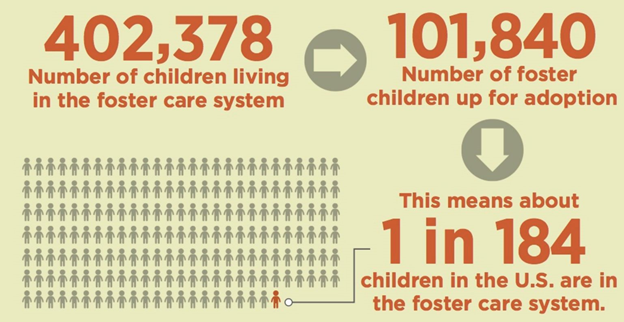 402,378
Number of children living
in the foster care system
101,840
Number of foster
children up for adoption
This means about
1 in 184
children in the U.S. are in
the foster care system.